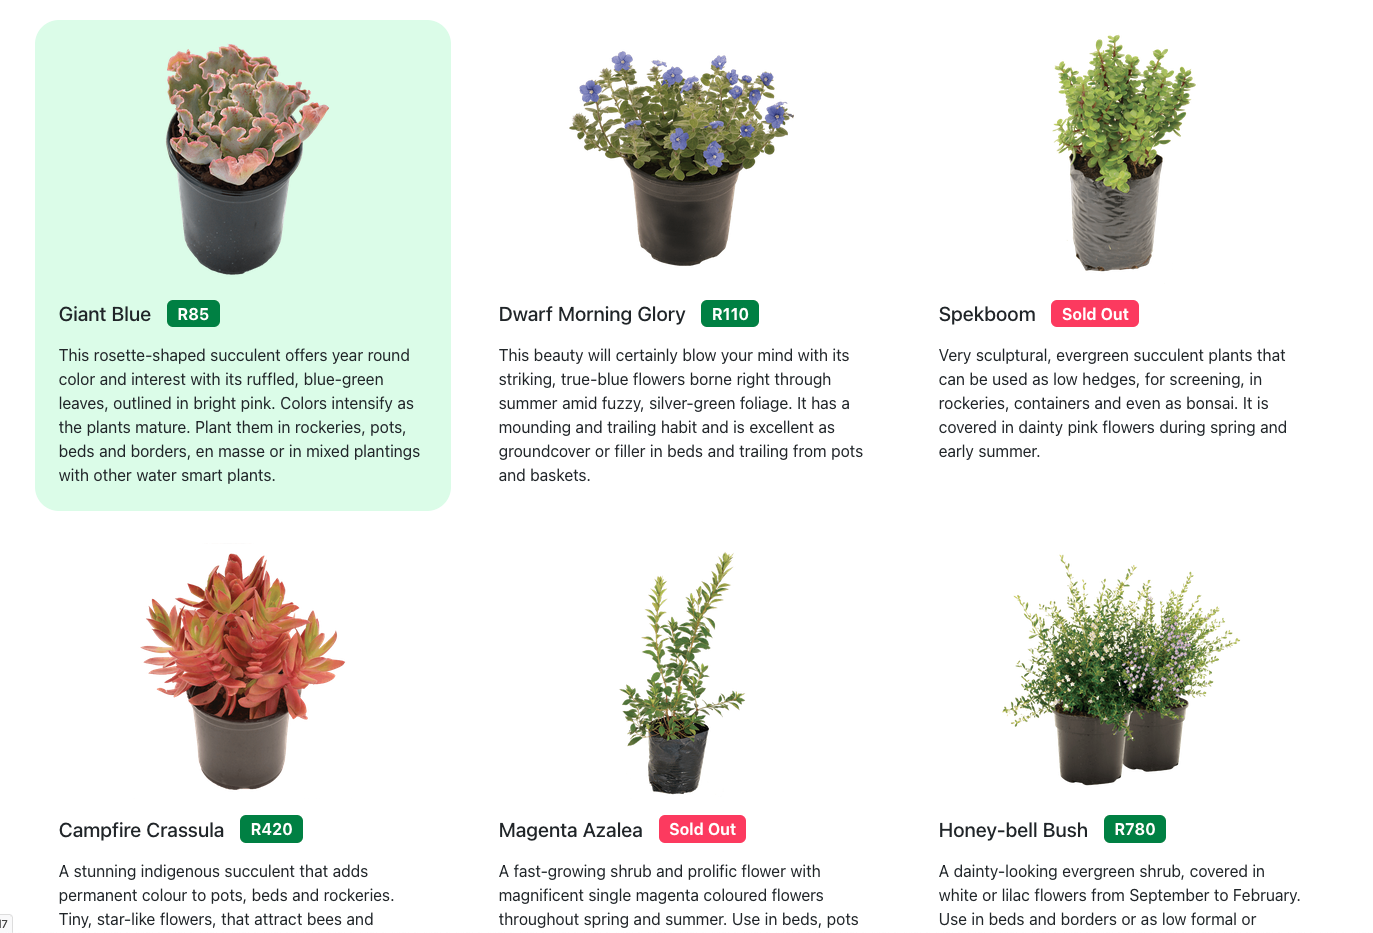 Giant Blue R85
This rosette-shaped succulent offers year round
color and interest with its ruffled, blue-green
leaves, outlined in bright pink. Colors intensify as
the plants mature. Plant them in rockeries, pots,
beds and borders, en masse or in mixed plantings
with other water smart plants.
Dwarf Morning Glory R110
This beauty will certainly blow your mind with its
striking, true-blue flowers borne right through
summer amid fuzzy, silver-green foliage. It has a
mounding and trailing habit and is excellent as
groundcover or filler in beds and trailing from pots
and baskets.
Spekboom Sold Out
Very sculptural, evergreen succulent plants that
can be used as low hedges, for screening, in
rockeries, containers and even as bonsai. It is
covered in dainty pink flowers during spring and
early summer.
Campfire Crassula R420
A stunning indigenous succulent that adds
permanent colour to pots, beds and rockeries.
Tiny, star-like flowers, that attract bees and
Magenta Azalea Sold Out
A fast-growing shrub and prolific flower with
magnificent single magenta coloured flowers
throughout spring and summer. Use in beds, pots
Honey-bell Bush R780
A dainty-looking evergreen shrub, covered in
white or lilac flowers from September to February.
Use in beds and borders or as low formal or